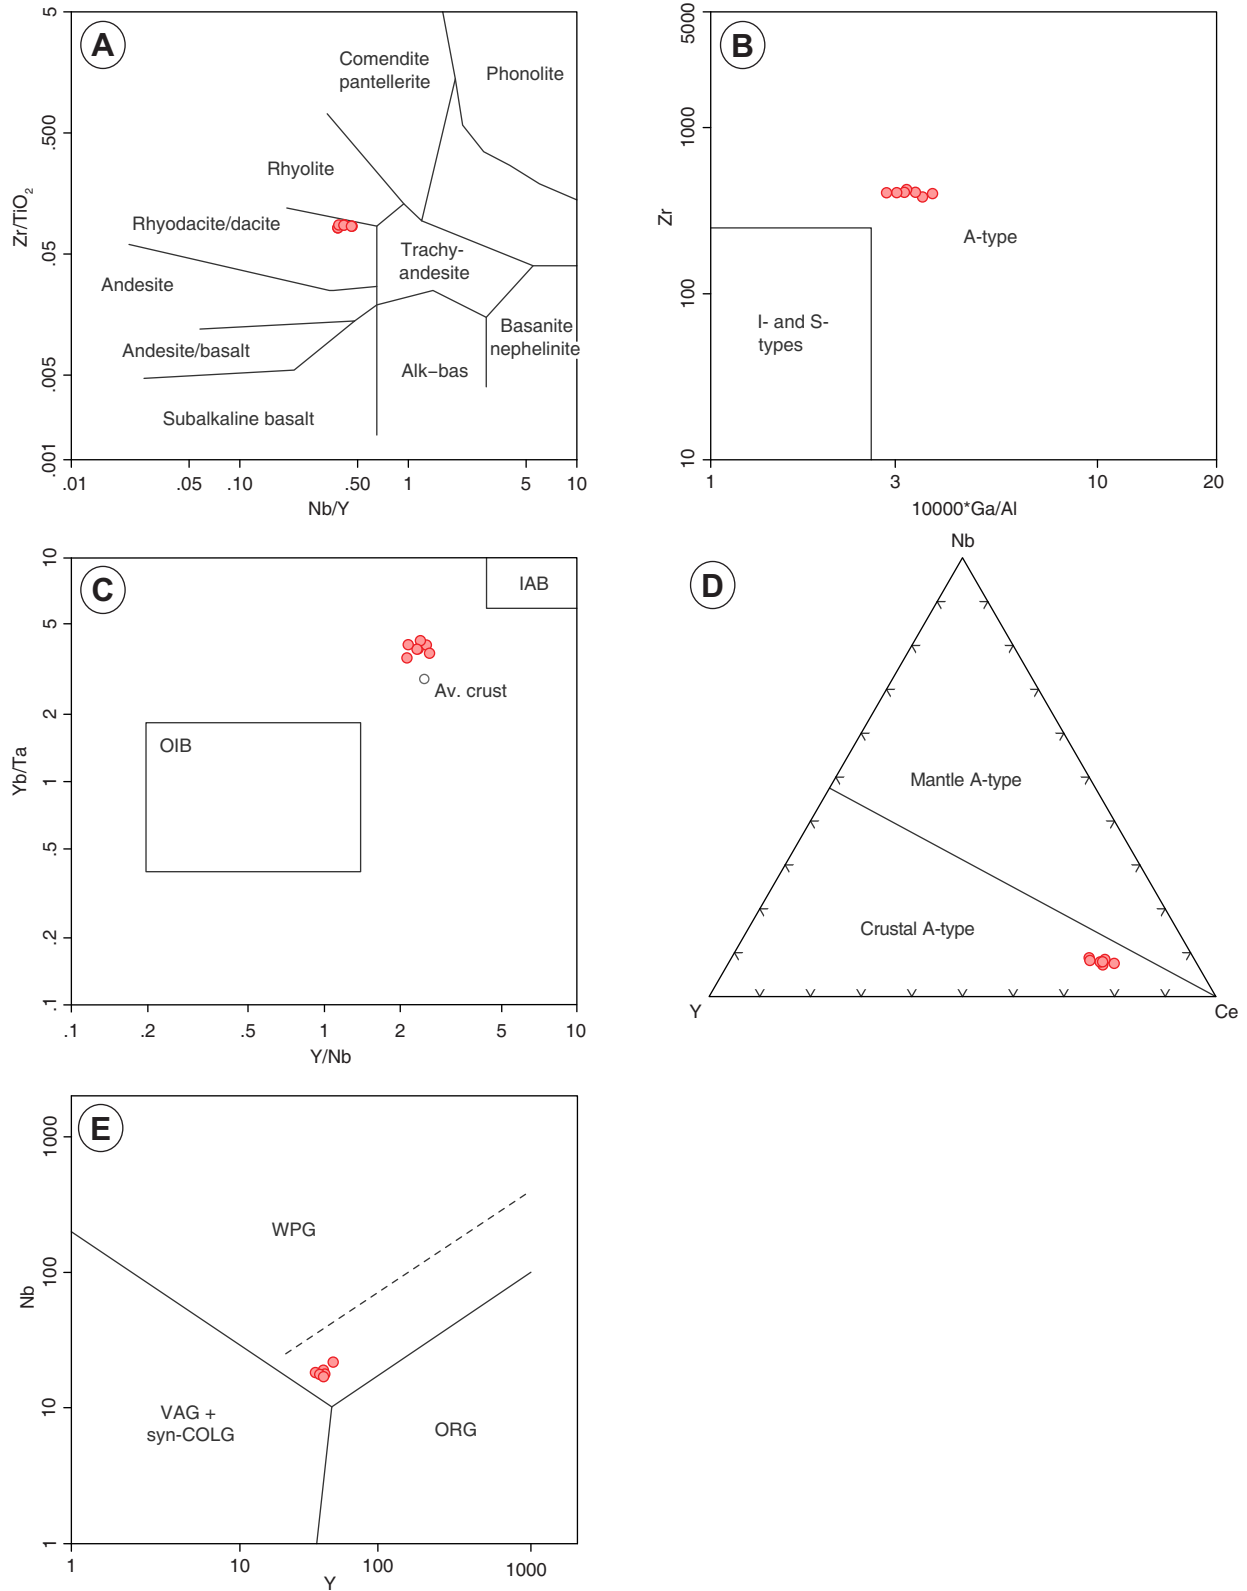 A
5
.500
.05
.005
.001
Zr/TiO2
Comendite
pantellerite
Phonolite
Rhyolite
Rhyodacite/dacite
Trachy-
andesite
Andesite
Basanite
nephelinite
Andesite/basalt
Alk–bas
Subalkaline basalt
.01
.05
.10
.50
1
5
10
Nb/Y
B
5000
1000
100
10
Zr
A-type
I- and S-
types
1
3
10
20
10000*Ga/Al
C
10
5
2
1
.5
.2
.1
Yb/Ta
IAB
Av. crust
OIB
.1
.2
.5
1
2
5
10
Y/Nb
D
Nb
Mantle A-type
Crustal A-type
Y
Ce
E
1000
100
10
1
Nb
WPG
VAG +
syn-COLG
ORG
1
10
100
1000
Y